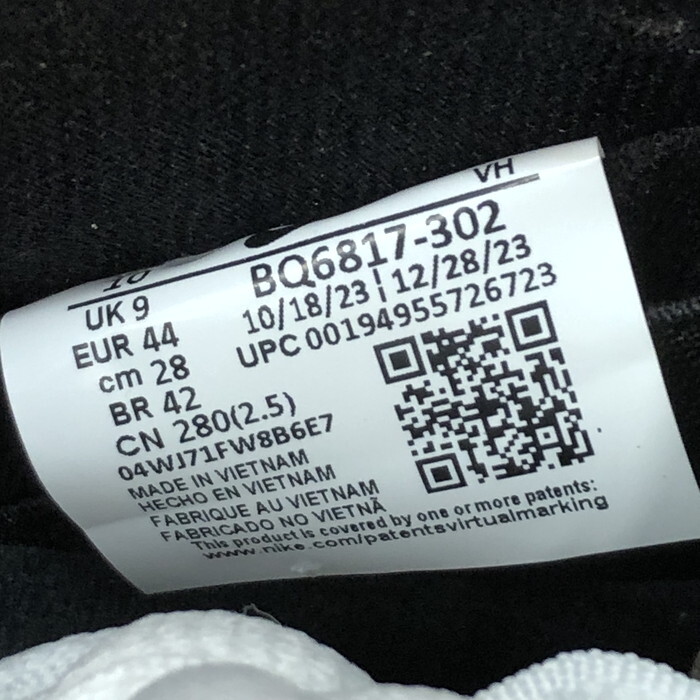 VH
10
UK 9
EUR 44
cm 28
BR 42
CN 280(2.5)
BQ6817-302
10/18/23 | 12/28/23
UPC 00194955726723
04WJ71FW8B6E7
MADE IN VIETNAM
HECHO EN VIETNAM
FABRIQUE AU VIETNAM
FABRICADO NO VIETNÃ
This product is covered by one or more patents:
www.nike.com/patentsvirtualmarking